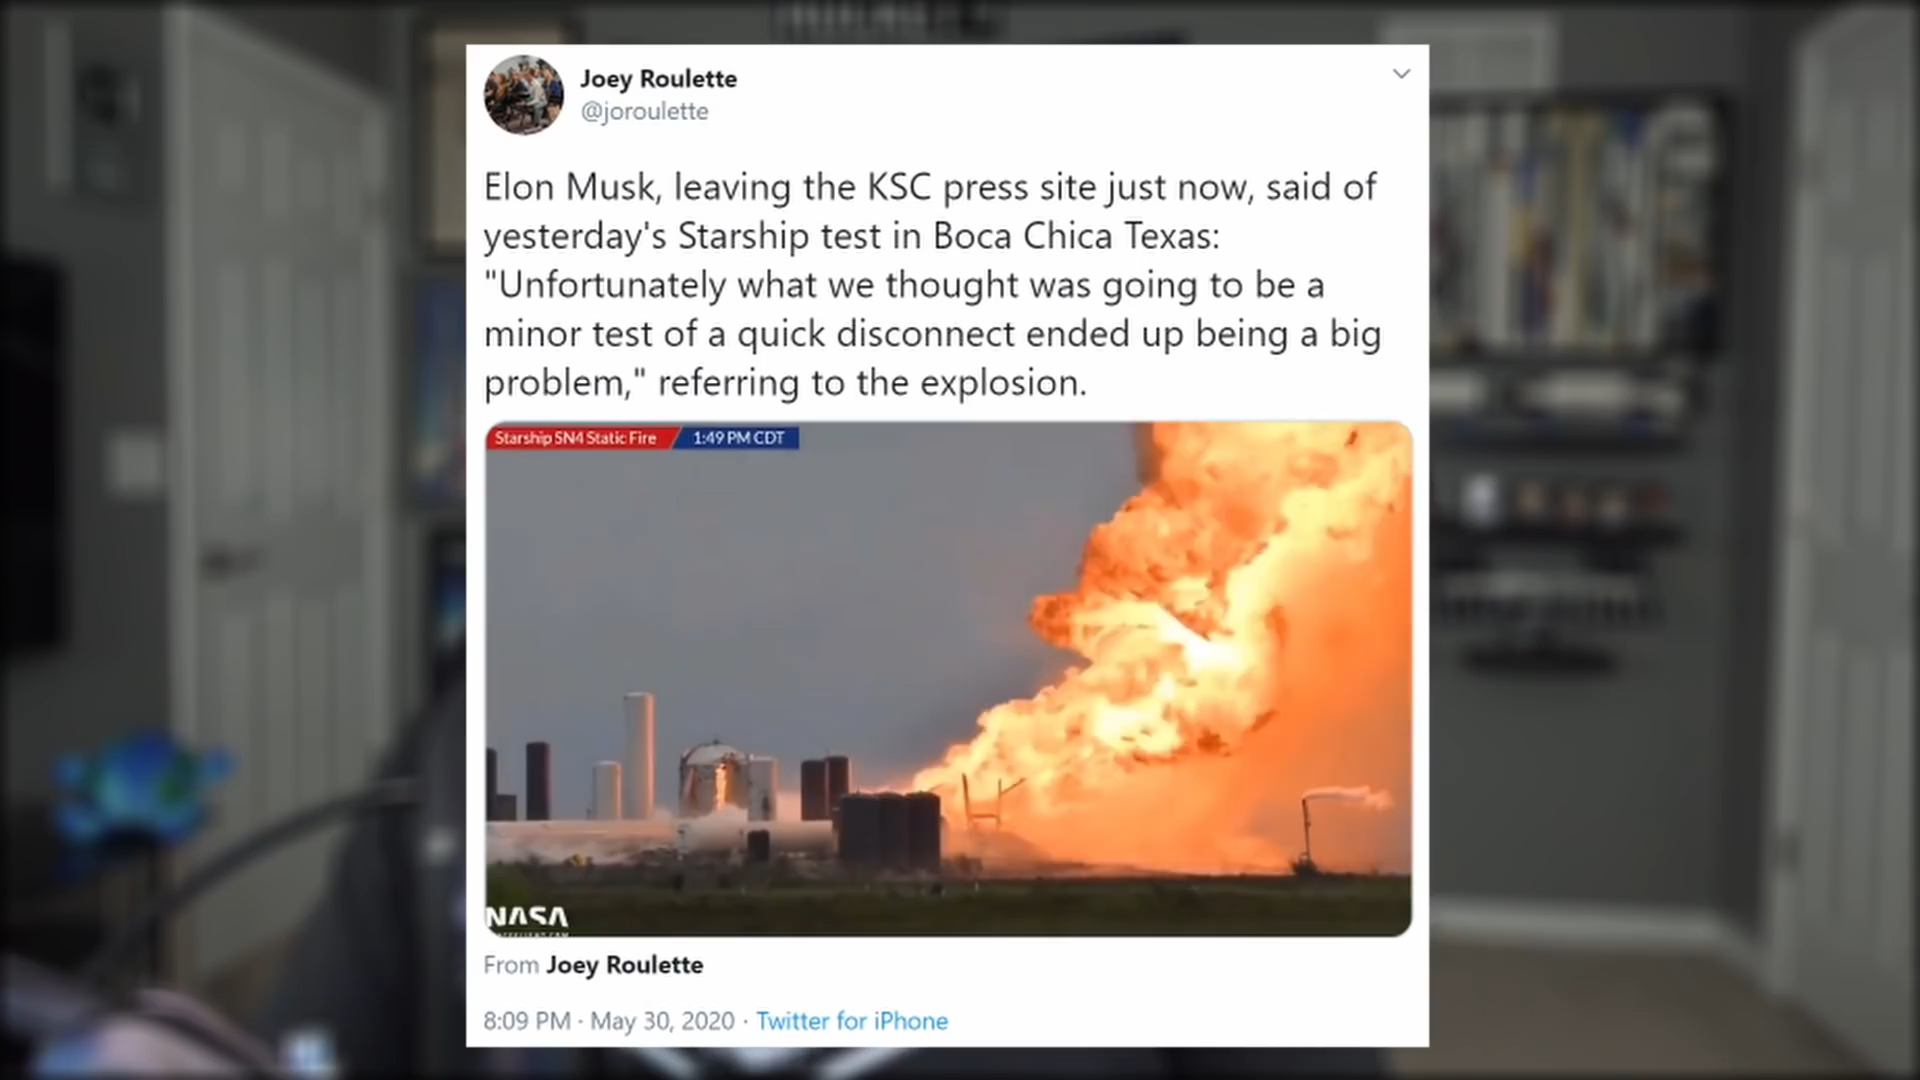 Joey Roulette
@joroulette
Elon Musk, leaving the KSC press site just now, said of
yesterday's Starship test in Boca Chica Texas:
"Unfortunately what we thought was going to be a
minor test of a quick disconnect ended up being a big
problem," referring to the explosion.
Starship SN4 Static Fire 1:49 PM CDT
NASA
From Joey Roulette
8:09 PM · May 30, 2020 · Twitter for iPhone